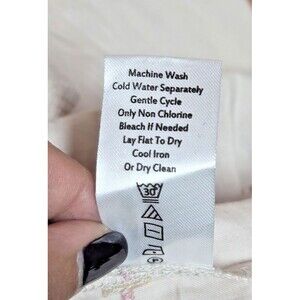 Machine Wash
Cold Water Separately
Gentle Cycle
Only Non Chlorine
Bleach If Needed
Lay Flat To Dry
Cool Iron
Or Dry Clean
30
P